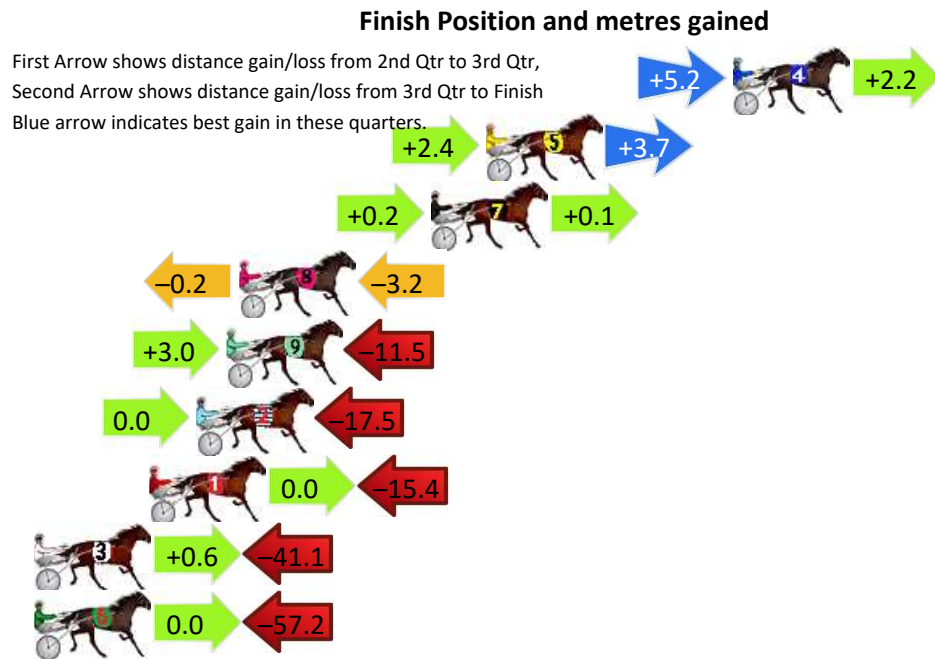 Finish Position and metres gained
First Arrow shows distance gain/loss from 2nd Qtr to 3rd Qtr,
Second Arrow shows distance gain/loss from 3rd Qtr to Finish
Blue arrow indicates best gain in these quarters.
+5.2 4 +2.2
+2.4 5 +3.7
+0.2 7 +0.1
−0.2 8 −3.2
+3.0 9 −11.5
0.0 2 −17.5
1 0.0 −15.4
3 +0.6 −41.1
6 0.0 −57.2